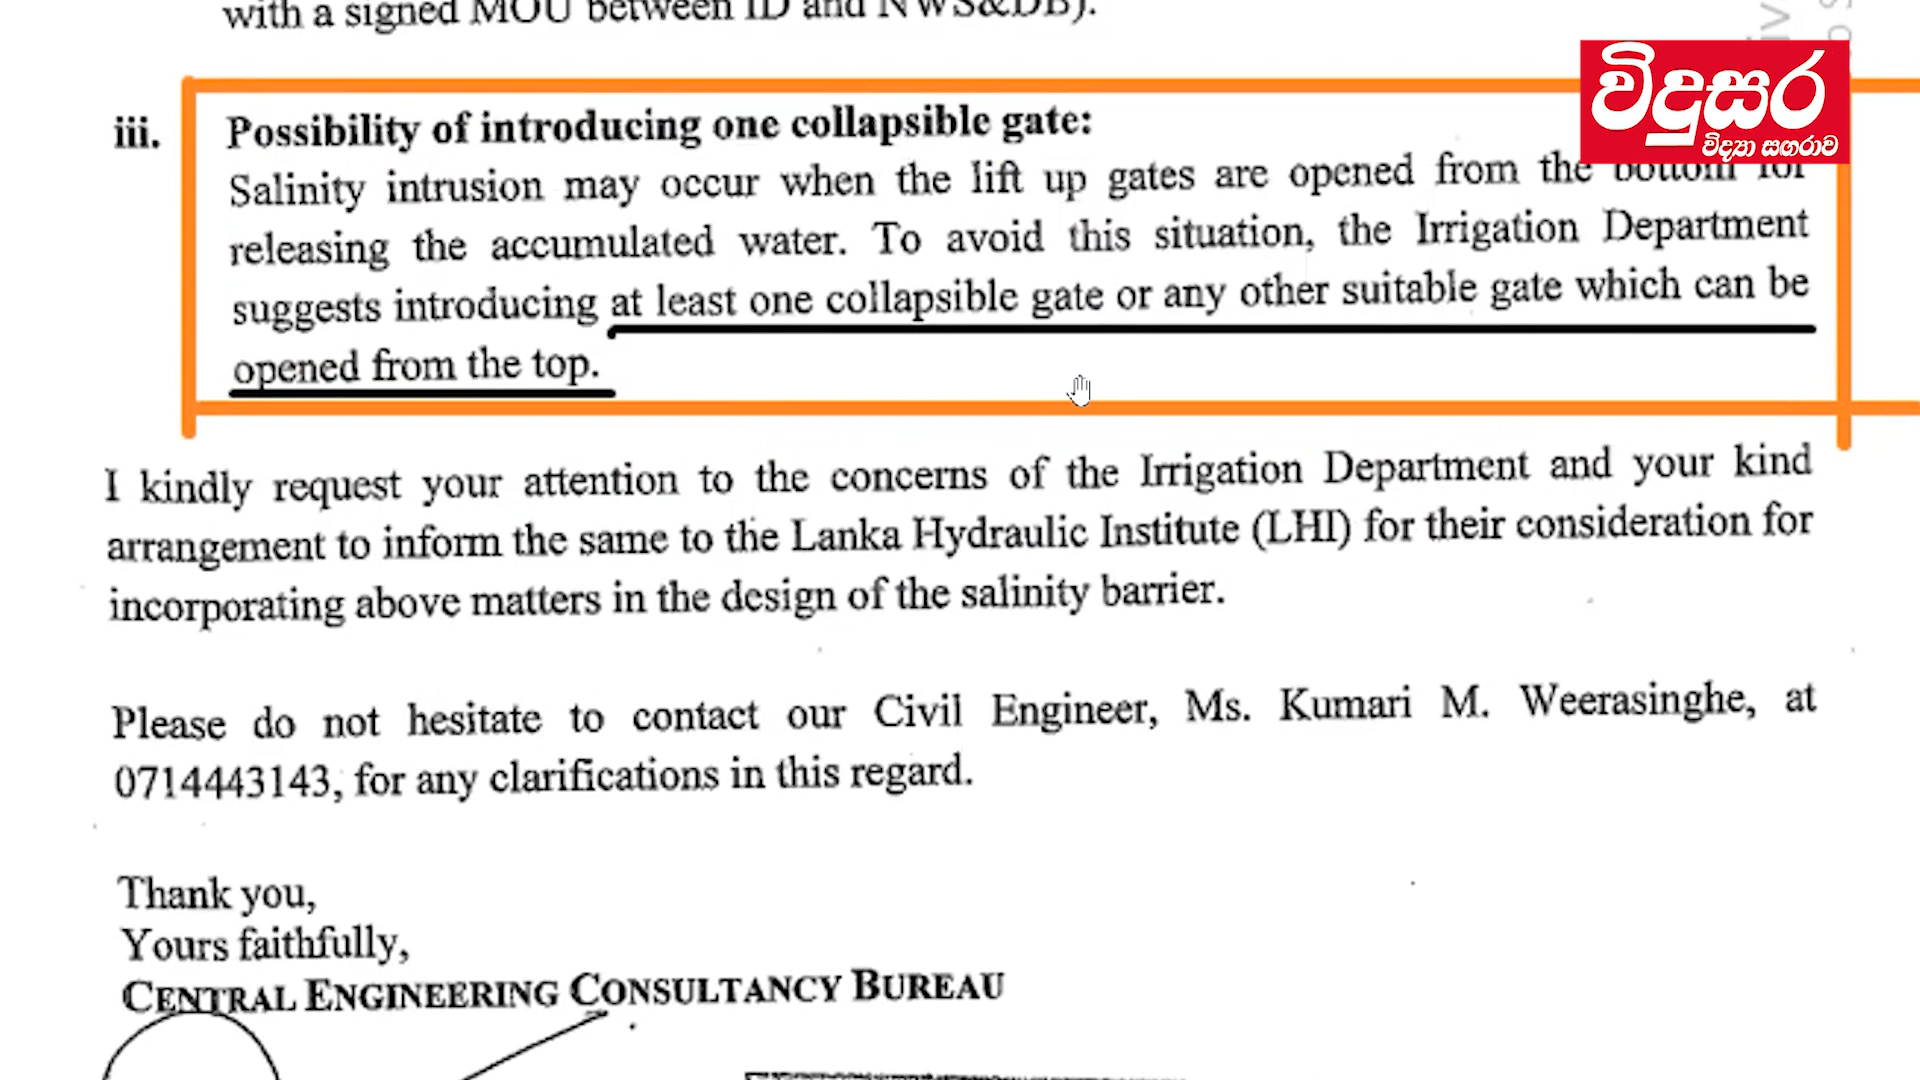 with a signed MOU between ID and NWS&DB).
විදුසර
විද්‍යා සඟරාව
iii. Possibility of introducing one collapsible gate:
Salinity intrusion may occur when the lift up gates are opened from the bottom for
releasing the accumulated water. To avoid this situation, the Irrigation Department
suggests introducing at least one collapsible gate or any other suitable gate which can be
opened from the top.
I kindly request your attention to the concerns of the Irrigation Department and your kind
arrangement to inform the same to the Lanka Hydraulic Institute (LHI) for their consideration for
incorporating above matters in the design of the salinity barrier.
Please do not hesitate to contact our Civil Engineer, Ms. Kumari M. Weerasinghe, at
0714443143, for any clarifications in this regard.
Thank you,
Yours faithfully,
CENTRAL ENGINEERING CONSULTANCY BUREAU